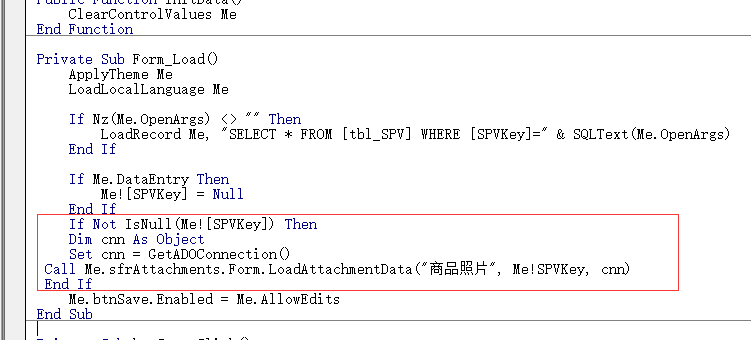 Public Function InitData()
    ClearControlValues Me
End Function
Private Sub Form_Load()
    ApplyTheme Me
    LoadLocalLanguage Me
    If Nz(Me.OpenArgs) <> "" Then
        LoadRecord Me, "SELECT * FROM [tbl_SPV] WHERE [SPVKey]=" & SQLText(Me.OpenArgs)
    End If
    If Me.DataEntry Then
        Me![SPVKey] = Null
    End If
    If Not IsNull(Me![SPVKey]) Then
    Dim cnn As Object
    Set cnn = GetADOConnection()
 Call Me.sfrAttachments.Form.LoadAttachmentData("商品照片", Me!SPVKey, cnn)
 End If
    Me.btnSave.Enabled = Me.AllowEdits
End Sub